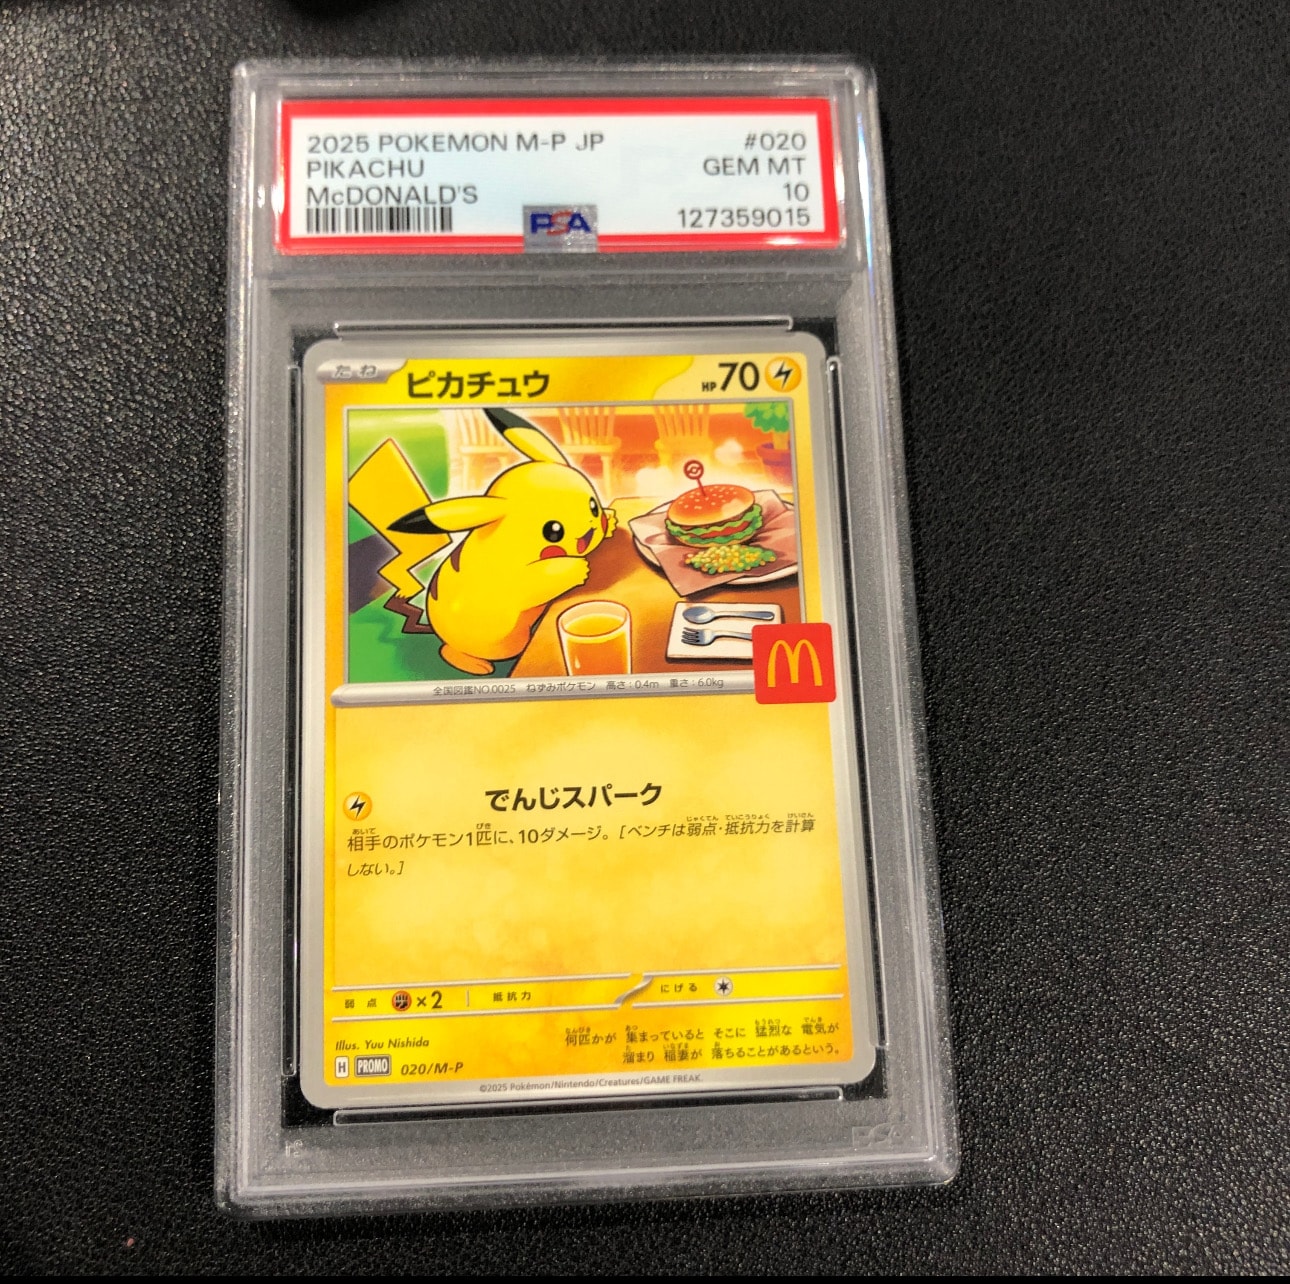 2025 POKEMON M-P JP #020
PIKACHU GEM MT
McDONALD'S 10
PSA 127359015
たね ピカチュウ HP70
全国図鑑NO.0025 ねずみポケモン 高さ:0.4m 重さ:6.0kg
でんじスパーク
相手のポケモン1匹に、10ダメージ。[ベンチは弱点・抵抗力を計算
しない。]
弱点 ×2 抵抗力 にげる
Illus. Yuu Nishida
何匹かが 集まっていると そこに 猛烈な 電気が
溜まり 稲妻が 落ちることがあるという。
H PROMO 020/M-P
©2025 Pokémon/Nintendo/Creatures/GAME FREAK.